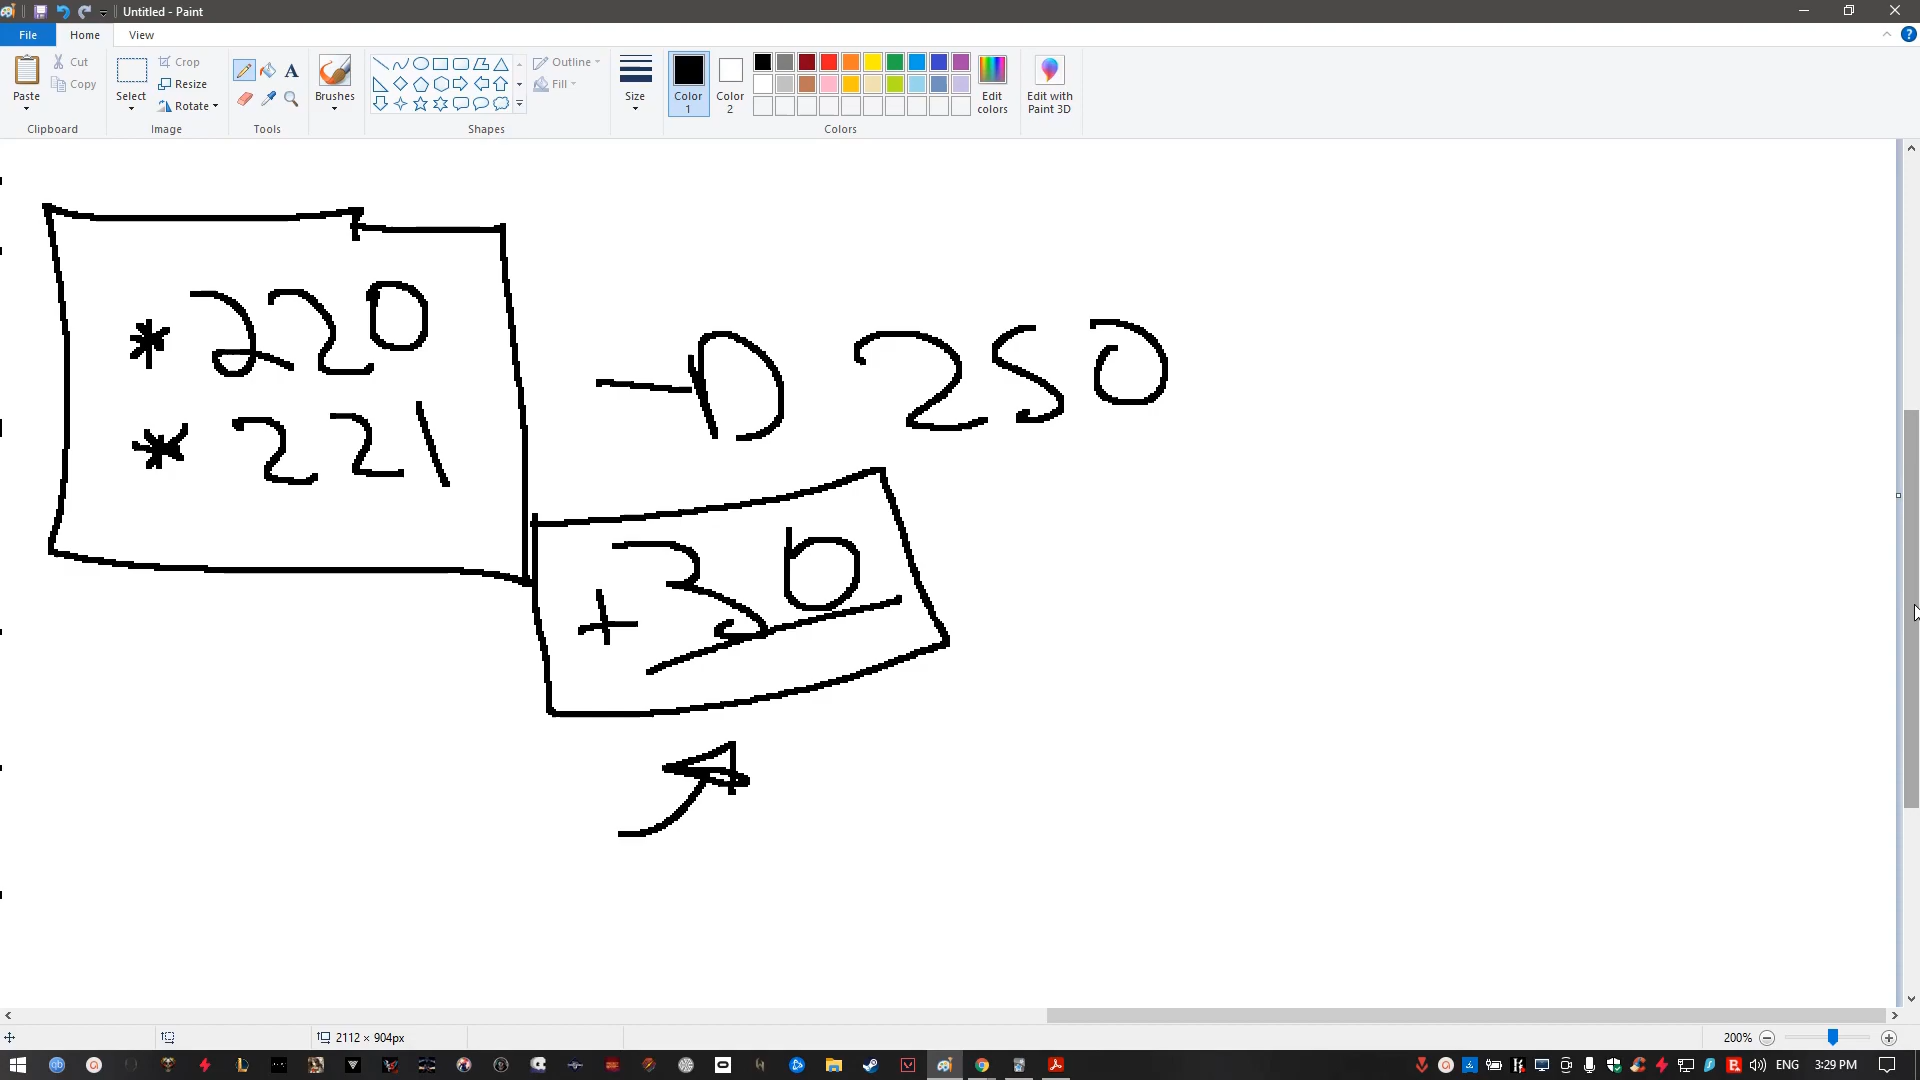 Untitled - Paint
File
Home
View
Paste
Cut
Copy
Clipboard
Select
Crop
Resize
Rotate
Image
Tools
Brushes
Shapes
Outline
Fill
Size
Color 1
Color 2
Edit colors
Edit with Paint 3D
Colors
* 220
* 221
250
+ 30
2112 × 904px
200%
ENG
3:29 PM